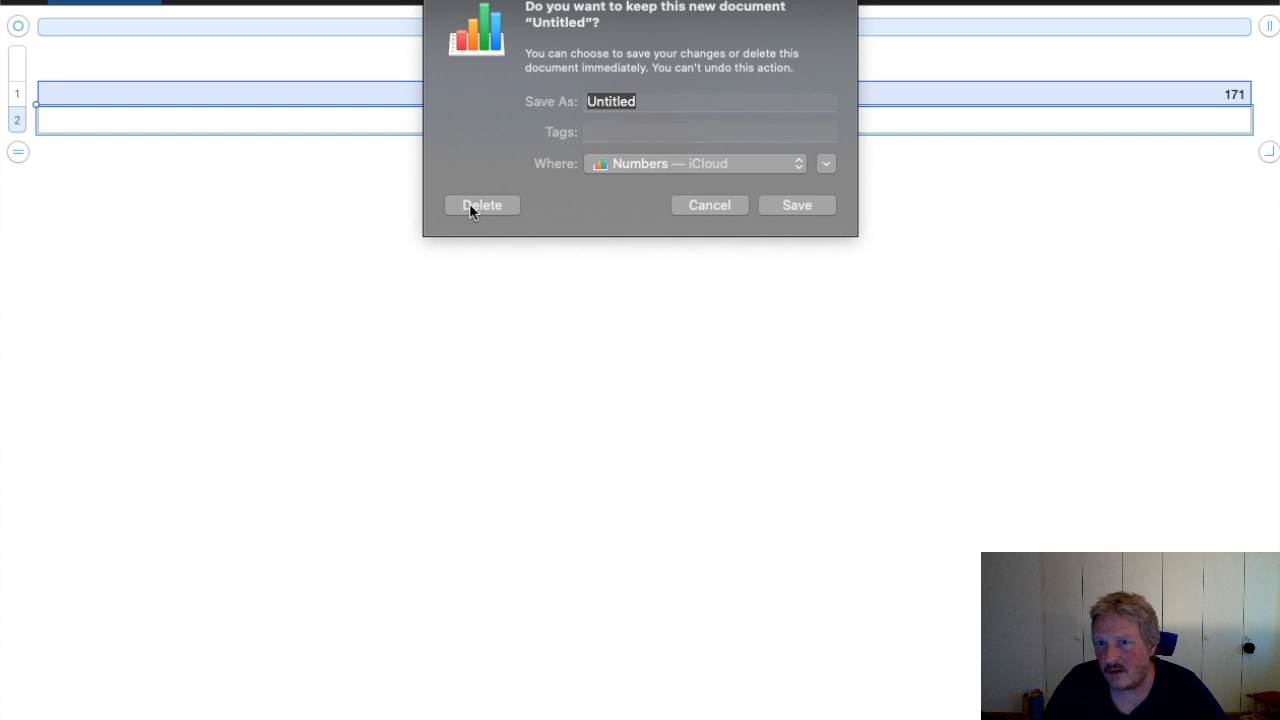 Do you want to keep this new document
“Untitled”?
You can choose to save your changes or delete this
document immediately. You can’t undo this action.
1
171
Save As: Untitled
2
Tags:
Where: Numbers — iCloud
Delete
Cancel
Save